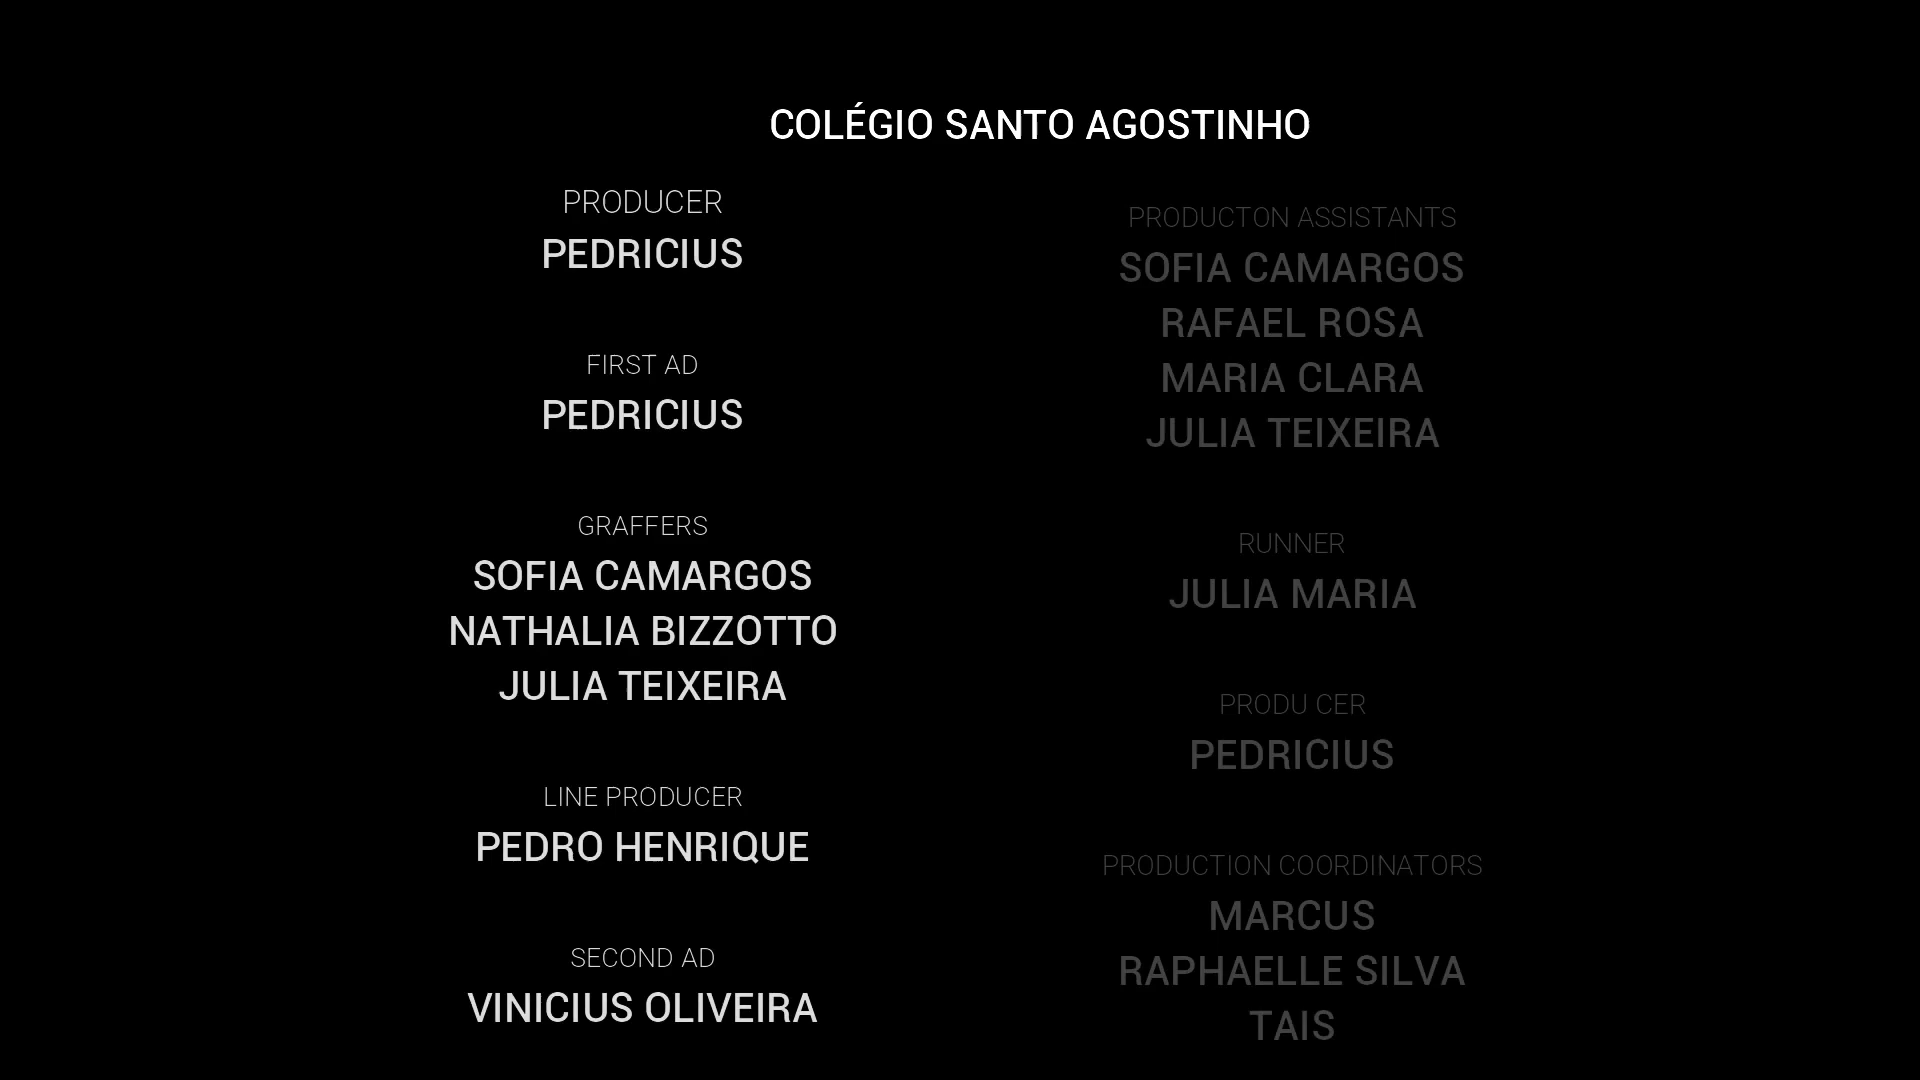 COLÉGIO SANTO AGOSTINHO
PRODUCER
PEDRICIUS
FIRST AD
PEDRICIUS
GRAFFERS
SOFIA CAMARGOS
NATHALIA BIZZOTTO
JULIA TEIXEIRA
LINE PRODUCER
PEDRO HENRIQUE
SECOND AD
VINICIUS OLIVEIRA
PRODUCTON ASSISTANTS
SOFIA CAMARGOS
RAFAEL ROSA
MARIA CLARA
JULIA TEIXEIRA
RUNNER
JULIA MARIA
PRODU CER
PEDRICIUS
PRODUCTION COORDINATORS
MARCUS
RAPHAELLE SILVA
TAIS